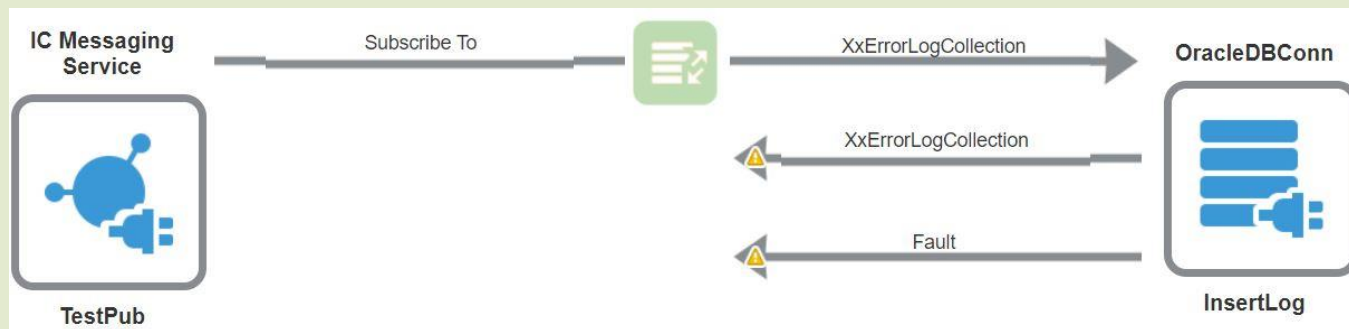 IC Messaging
Service
Subscribe To
XxErrorLogCollection
OracleDBConn
XxErrorLogCollection
Fault
TestPub
InsertLog